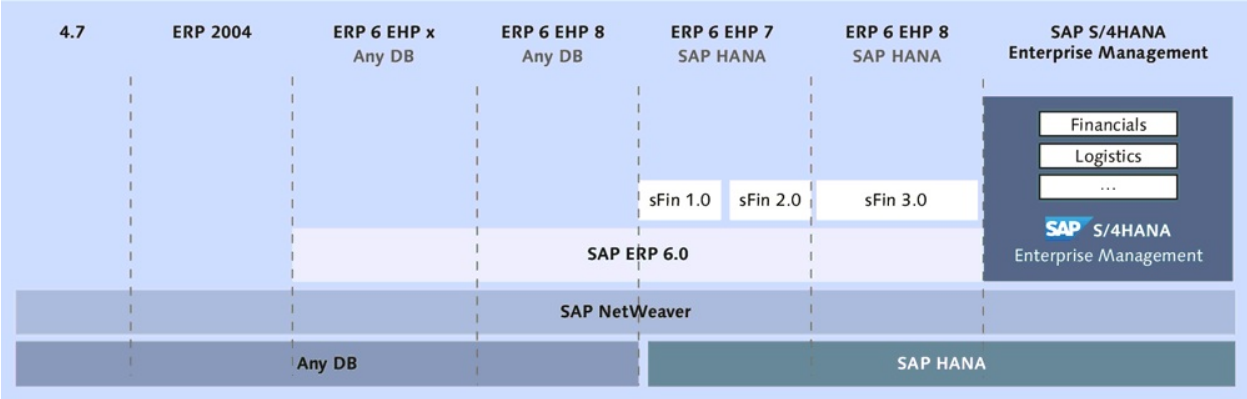 4.7
ERP 2004
ERP 6 EHP x
Any DB
ERP 6 EHP 8
Any DB
ERP 6 EHP 7
SAP HANA
ERP 6 EHP 8
SAP HANA
SAP S/4HANA
Enterprise Management
Financials
Logistics
...
sFin 1.0
sFin 2.0
sFin 3.0
SAP S/4HANA
Enterprise Management
SAP ERP 6.0
SAP NetWeaver
Any DB
SAP HANA